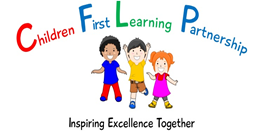 Children First Learning Partnership
Inspiring Excellence Together